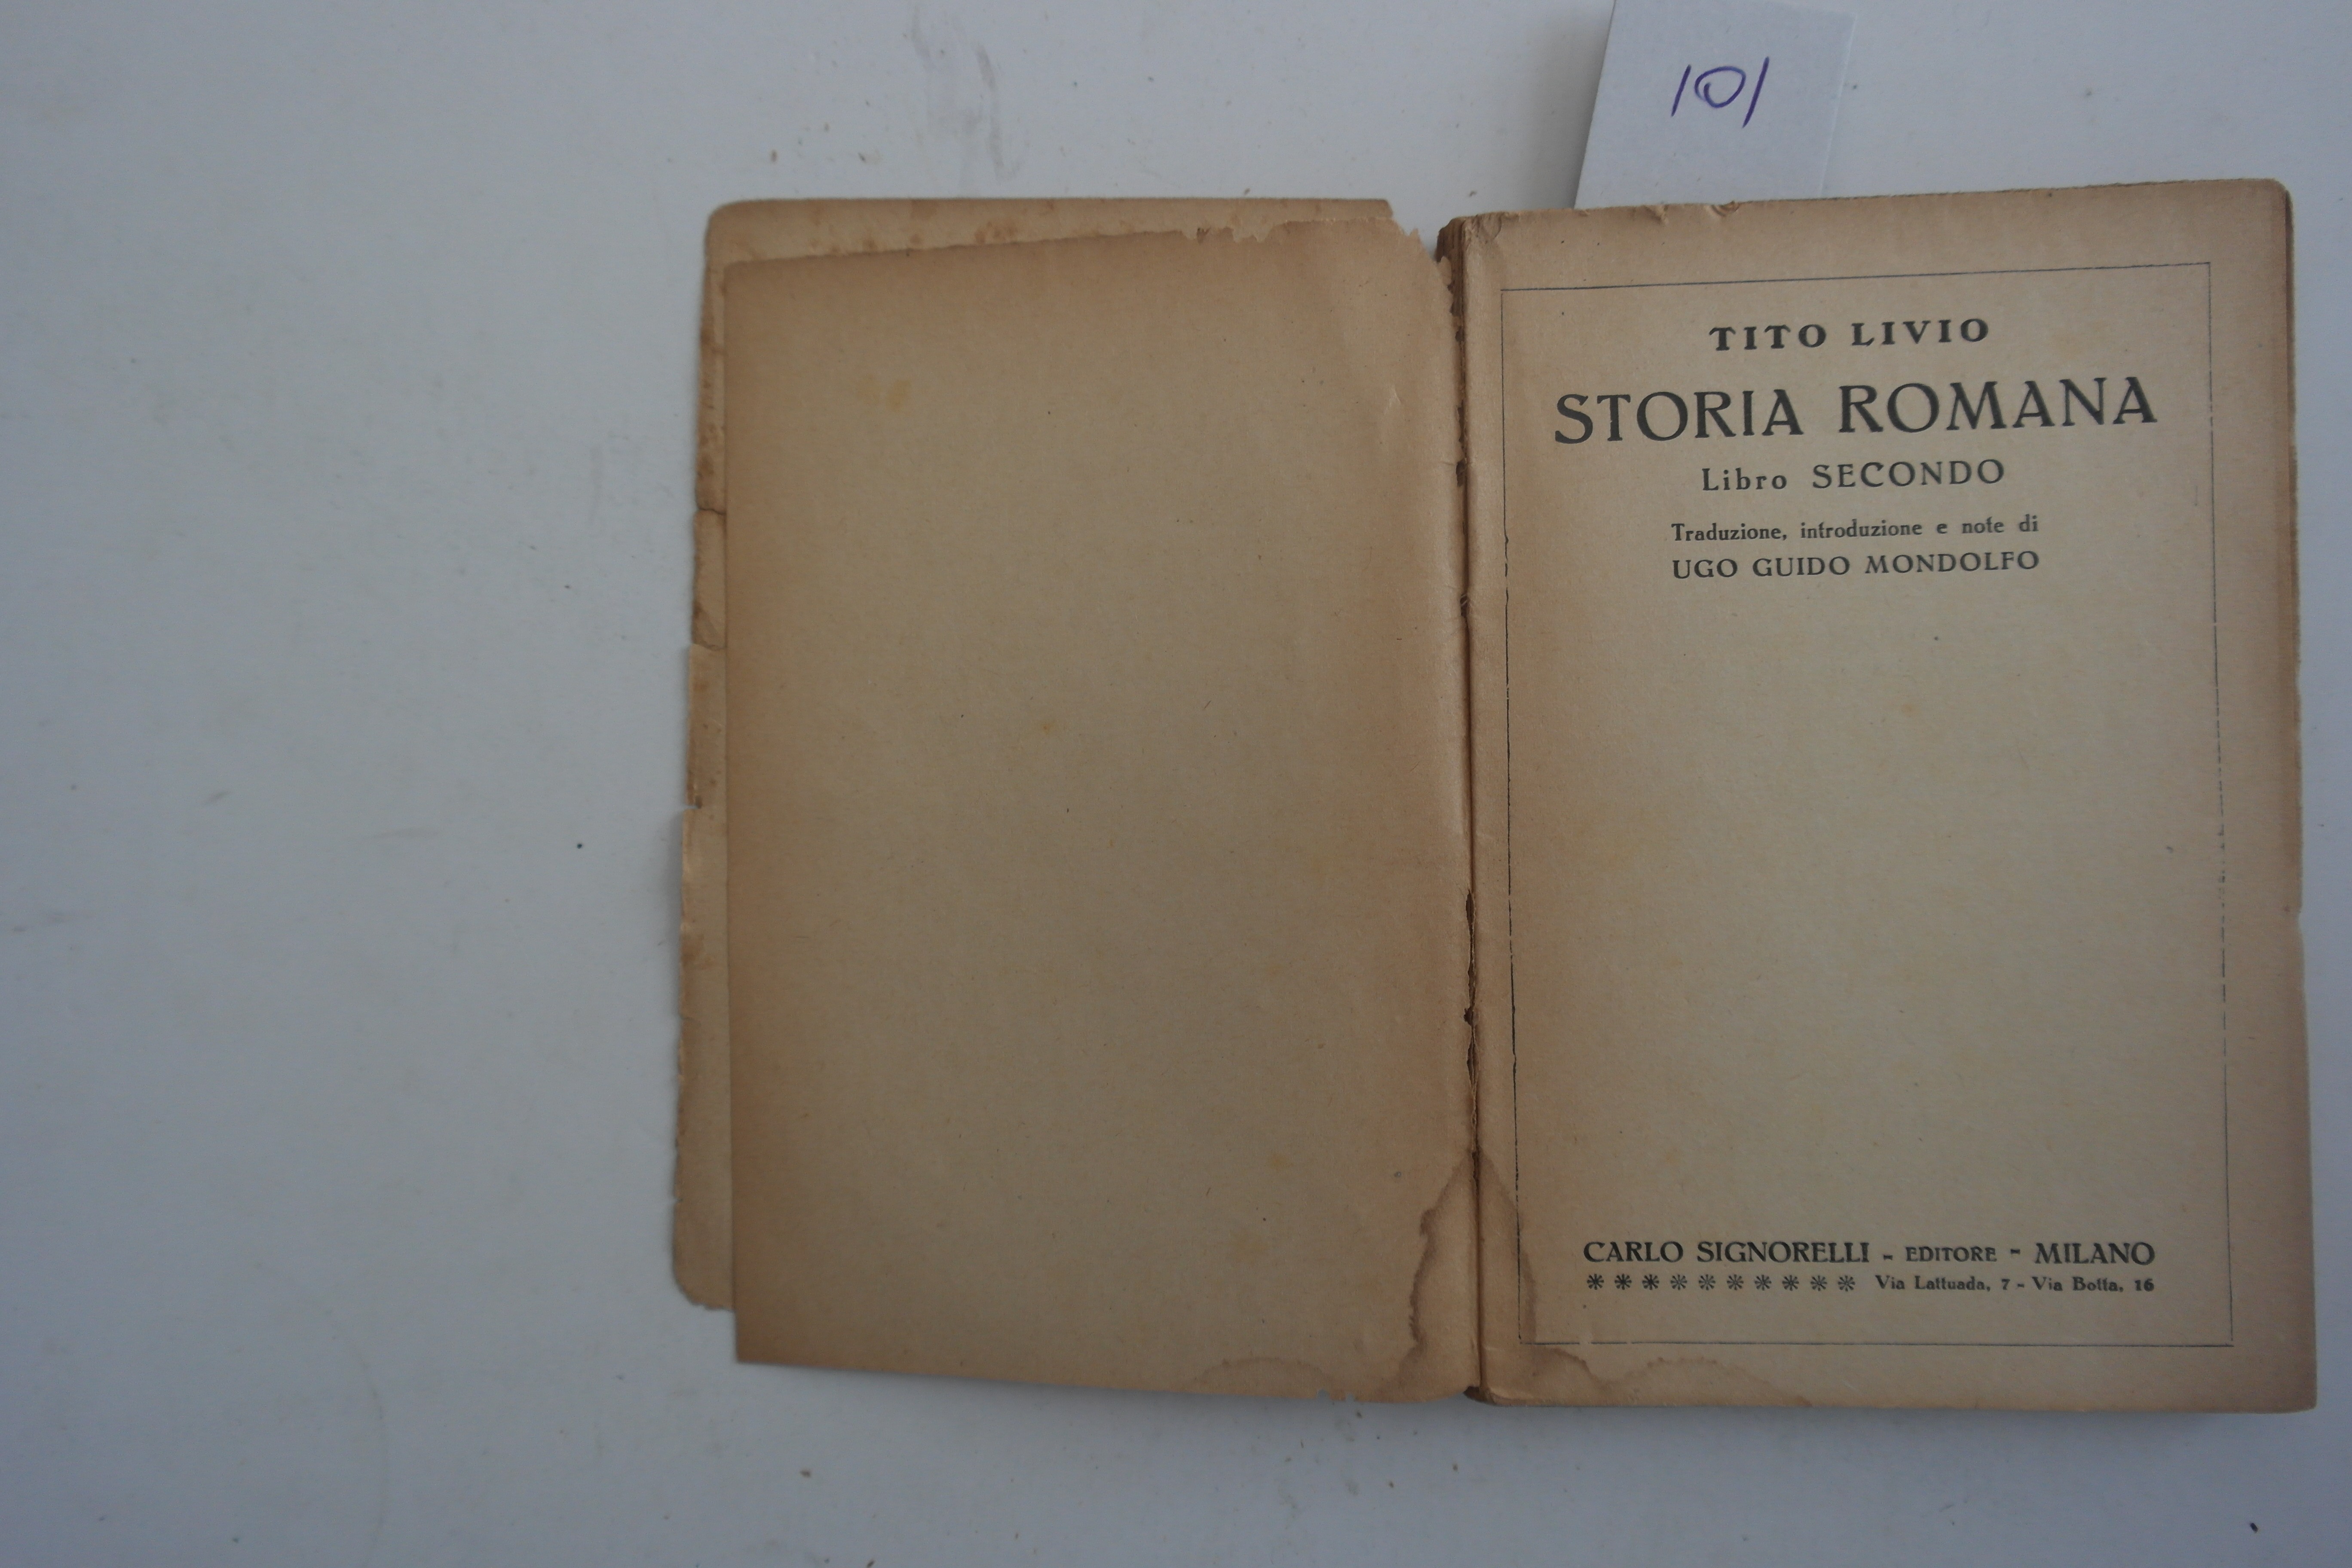 101
TITO LIVIO
STORIA ROMANA
Libro SECONDO
Traduzione, introduzione e note di
UGO GUIDO MONDOLFO
CARLO SIGNORELLI - EDITORE - MILANO
Via Lattuada, 7 - Via Botta, 16